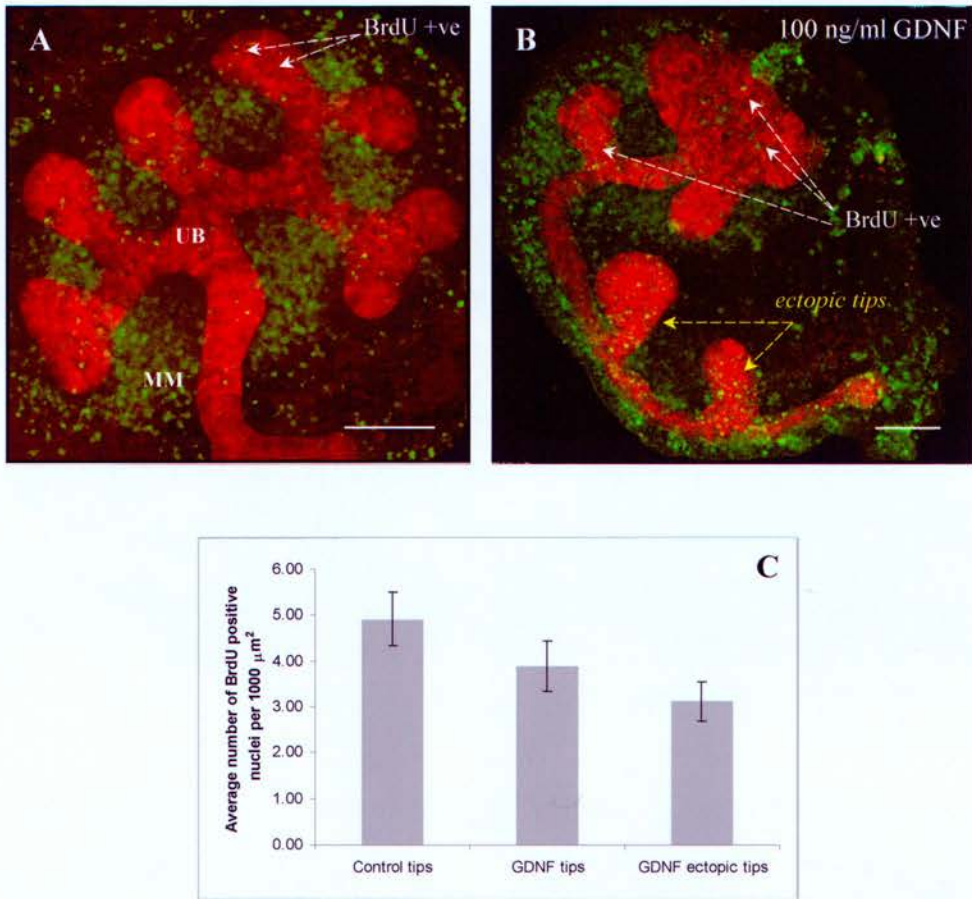 A
BrdU +ve
UB
MM
B
100 ng/ml GDNF
BrdU +ve
ectopic tips
C
Average number of BrdU positive
nuclei per 1000 µm²
6.00
5.00
4.00
3.00
2.00
1.00
0.00
Control tips
GDNF tips
GDNF ectopic tips